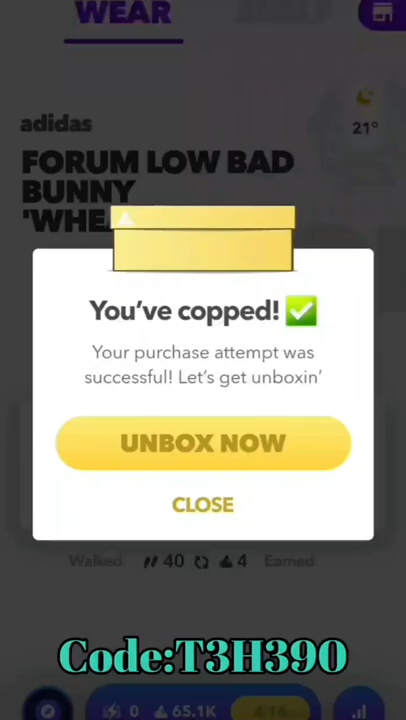 WEAR
adidas
21°
FORUM LOW BAD
BUNNY
'WHE
You've copped! ✅
Your purchase attempt was
successful! Let's get unboxin'
UNBOX NOW
CLOSE
Walked 40 4 Earned
Code:T3H390
0 65.1K